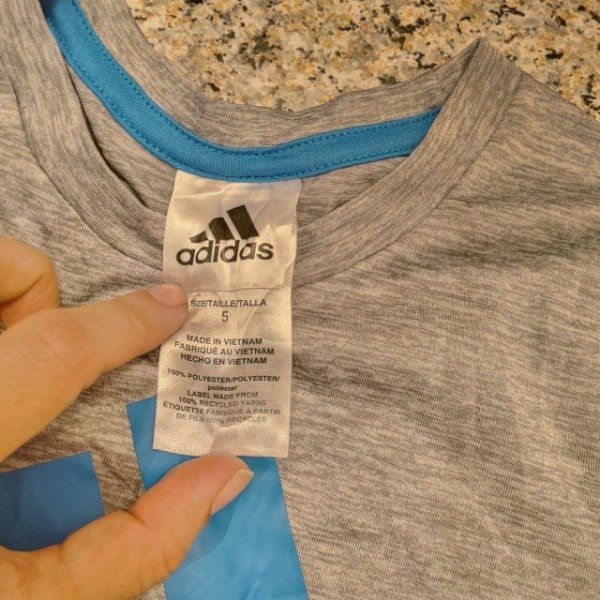 adidas
SIZE/TAILLE/TALLA
5
MADE IN VIETNAM
FABRIQUÉ AU VIETNAM
HECHO EN VIETNAM
100% POLYESTER/POLYESTER/
poliéster
LABEL MADE FROM
100% RECYCLED YARNS
ETIQUETTE FABRIQUÉE À PARTIR
DE FILS 100% RECYCLÉS